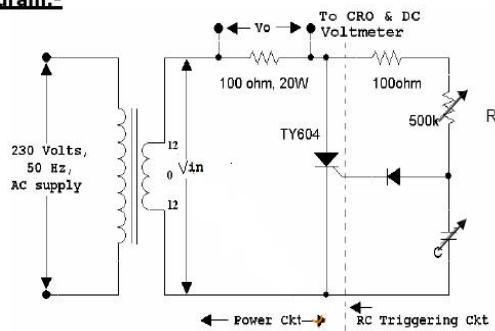 gram:-
To CRO & DC
Voltmeter
Vo
100 ohm, 20W
100ohm
500k
R
TY604
230 Volts,
50 Hz,
AC supply
12
0
12
Vin
C
Power Ckt
RC Triggering Ckt